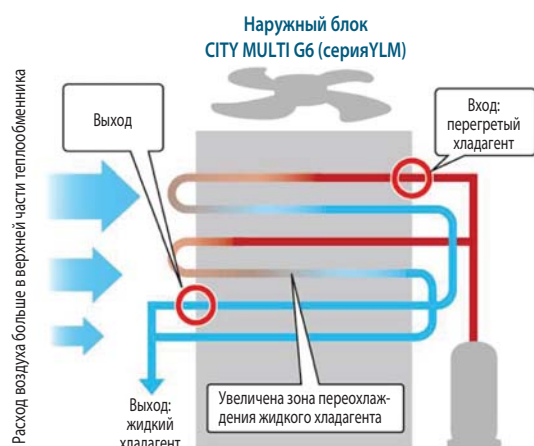 Наружный блок
CITY MULTI G6 (серияYLM)
Расход воздуха больше в верхней части теплообменника
Выход
Вход:
перегретый
хладагент
Выход:
жидкий
хладагент
Увеличена зона переохлаж-
дения жидкого хладагента